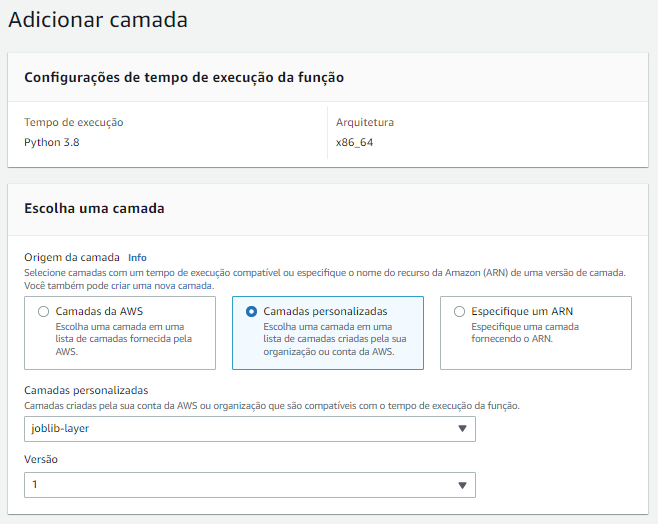 Adicionar camada
Configurações de tempo de execução da função
Tempo de execução
Python 3.8
Arquitetura
x86_64
Escolha uma camada
Origem da camada Info
Selecione camadas com um tempo de execução compatível ou especifique o nome do recurso da Amazon (ARN) de uma versão de camada.
Você também pode criar uma nova camada.
Camadas da AWS
Escolha uma camada em uma
lista de camadas fornecida pela
AWS.
Camadas personalizadas
Escolha uma camada em uma
lista de camadas criadas pela sua
organização ou conta da AWS.
Especifique um ARN
Especifique uma camada
fornecendo o ARN.
Camadas personalizadas
Camadas criadas pela sua conta da AWS ou organização que são compatíveis com o tempo de execução da função.
joblib-layer
Versão
1